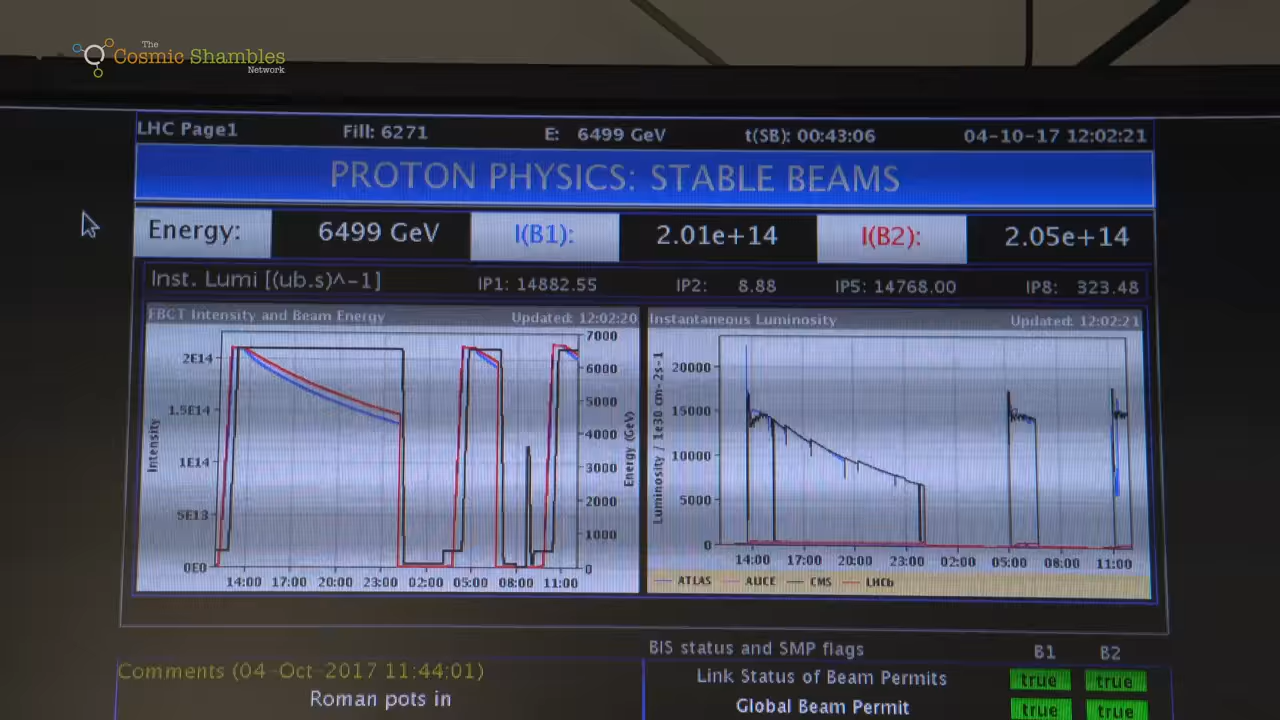 The
Cosmic Shambles
Network
LHC Page1 Fill: 6271 E: 6499 GeV t(SB): 00:43:06 04-10-17 12:02:21
PROTON PHYSICS: STABLE BEAMS
Energy: 6499 GeV I(B1): 2.01e+14 I(B2): 2.05e+14
Inst. Lumi [(ub.s)^-1] IP1: 14882.55 IP2: 8.88 IP5: 14768.00 IP8: 323.48
FBCT Intensity and Beam Energy Updated: 12:02:20
Intensity
2E14
1.5E14
1E14
5E13
0E0
7000
6000
5000
4000
3000
2000
1000
0
Energy (GeV)
14:00 17:00 20:00 23:00 02:00 05:00 08:00 11:00
Instantaneous Luminosity Updated: 12:02:21
Luminosity / 1e30 cm-2s-1
20000
15000
10000
5000
0
14:00 17:00 20:00 23:00 02:00 05:00 08:00 11:00
ATLAS ALICE CMS LHCb
Comments (04-Oct-2017 11:44:01)
Roman pots in
BIS status and SMP flags B1 B2
Link Status of Beam Permits true true
Global Beam Permit true true